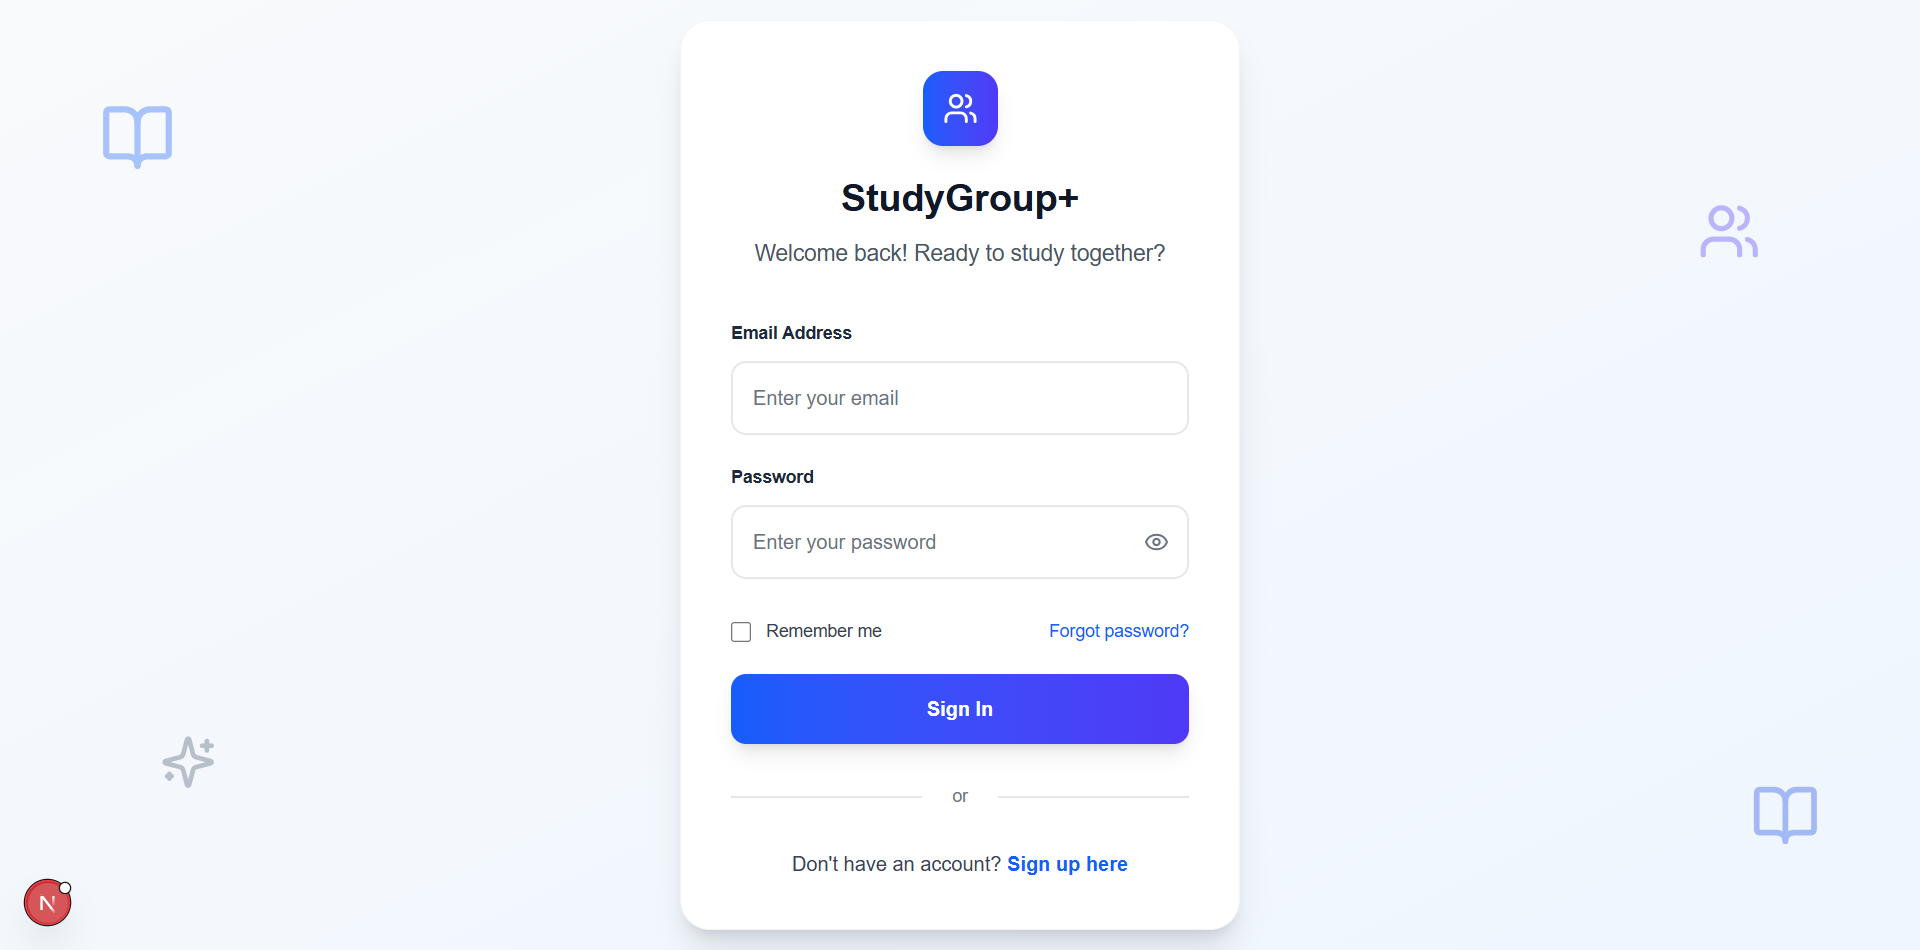 StudyGroup+
Welcome back! Ready to study together?
Email Address
Enter your email
Password
Enter your password
Remember me
Forgot password?
Sign In
or
Don't have an account? Sign up here
N